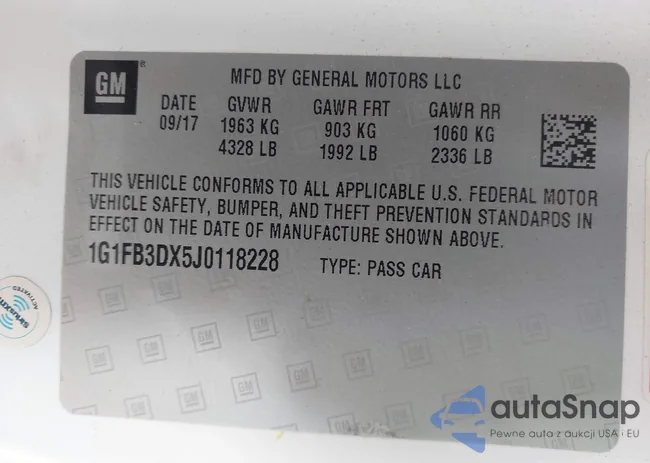 GM ®
MFD BY GENERAL MOTORS LLC
DATE GVWR GAWR FRT GAWR RR
09/17 1963 KG 903 KG 1060 KG
4328 LB 1992 LB 2336 LB
THIS VEHICLE CONFORMS TO ALL APPLICABLE U.S. FEDERAL MOTOR
VEHICLE SAFETY, BUMPER, AND THEFT PREVENTION STANDARDS IN
EFFECT ON THE DATE OF MANUFACTURE SHOWN ABOVE.
1G1FB3DX5J0118228 TYPE: PASS CAR
siriusxm
ACTIVATED
autaSnap
Pewne auto z aukcji USA i EU